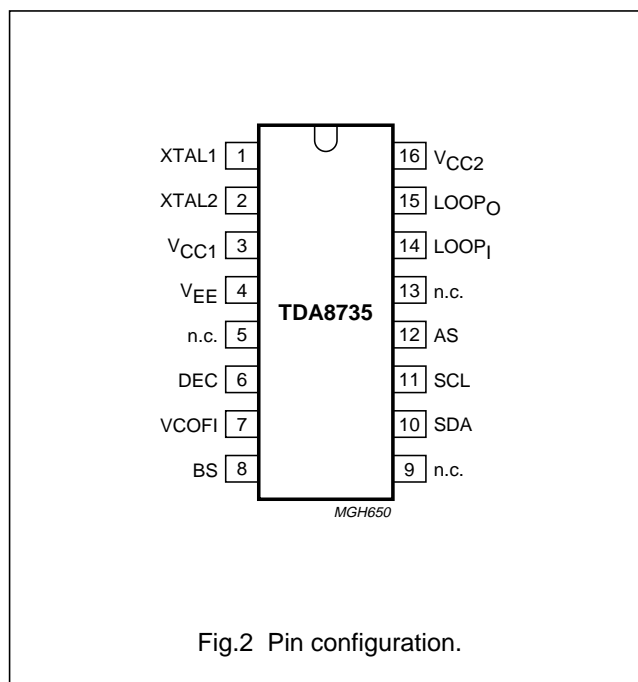 XTAL1 1 16 VCC2
XTAL2 2 15 LOOPO
VCC1 3 14 LOOPI
VEE 4 13 n.c.
TDA8735
n.c. 5 12 AS
DEC 6 11 SCL
VCOFI 7 10 SDA
BS 8 9 n.c.
MGH650
Fig.2 Pin configuration.